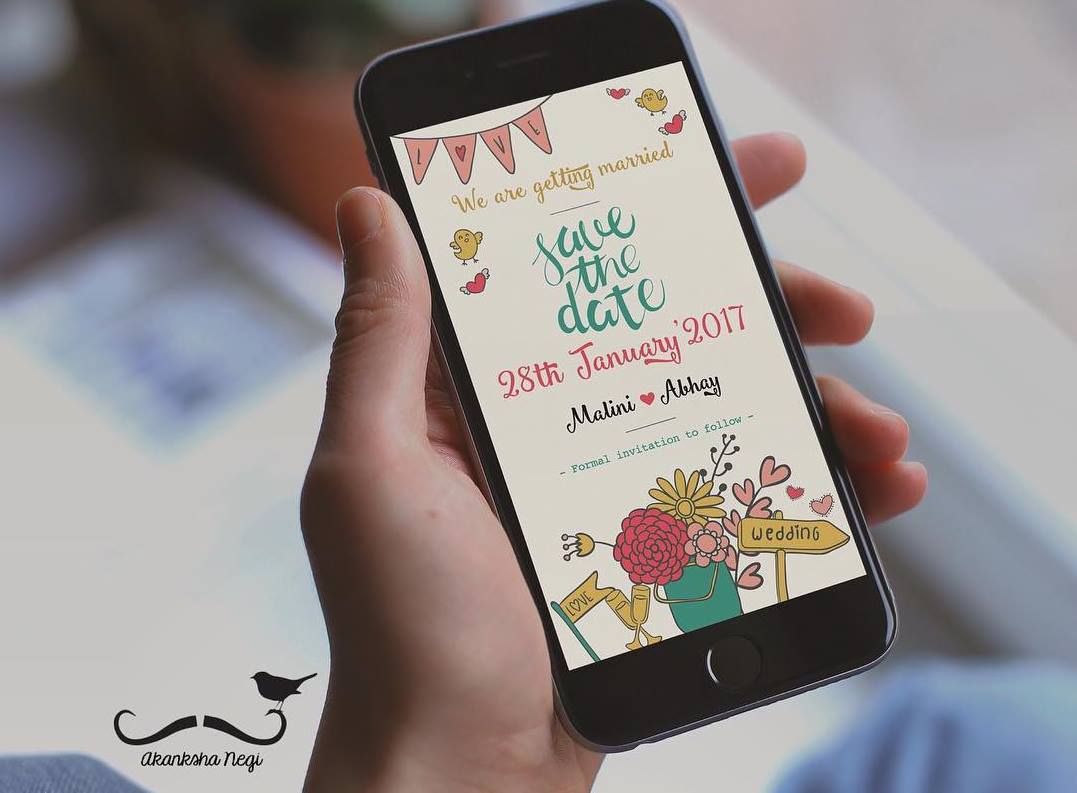 LOVE
We are getting married
save
the
date
28th January'2017
Malini Abhay
- Formal invitation to follow -
wedding
LOVE
Akanksha Negi